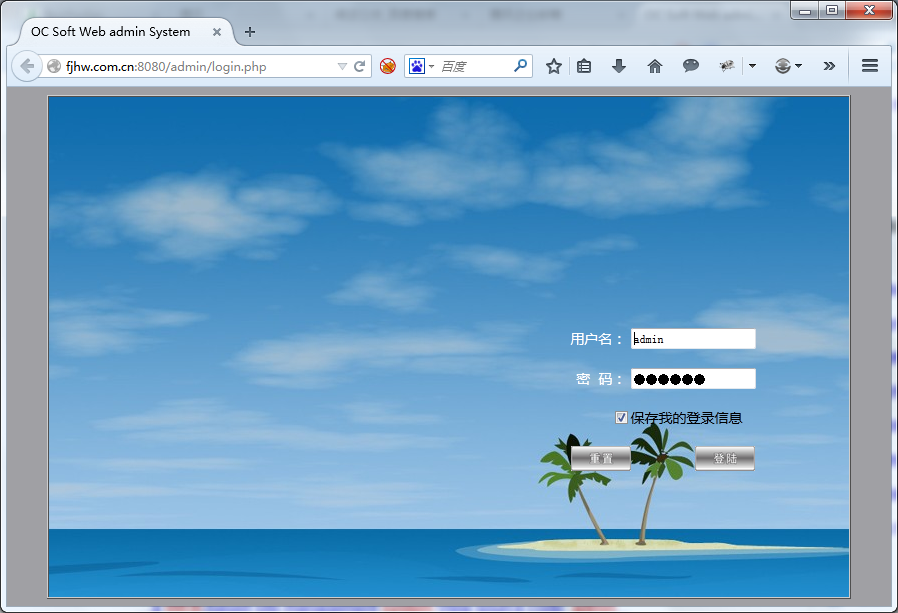 OC Soft Web admin System
fjhw.com.cn:8080/admin/login.php
百度
用户名：
admin
密 码：
●●●●●●
保存我的登录信息
重置
登陆